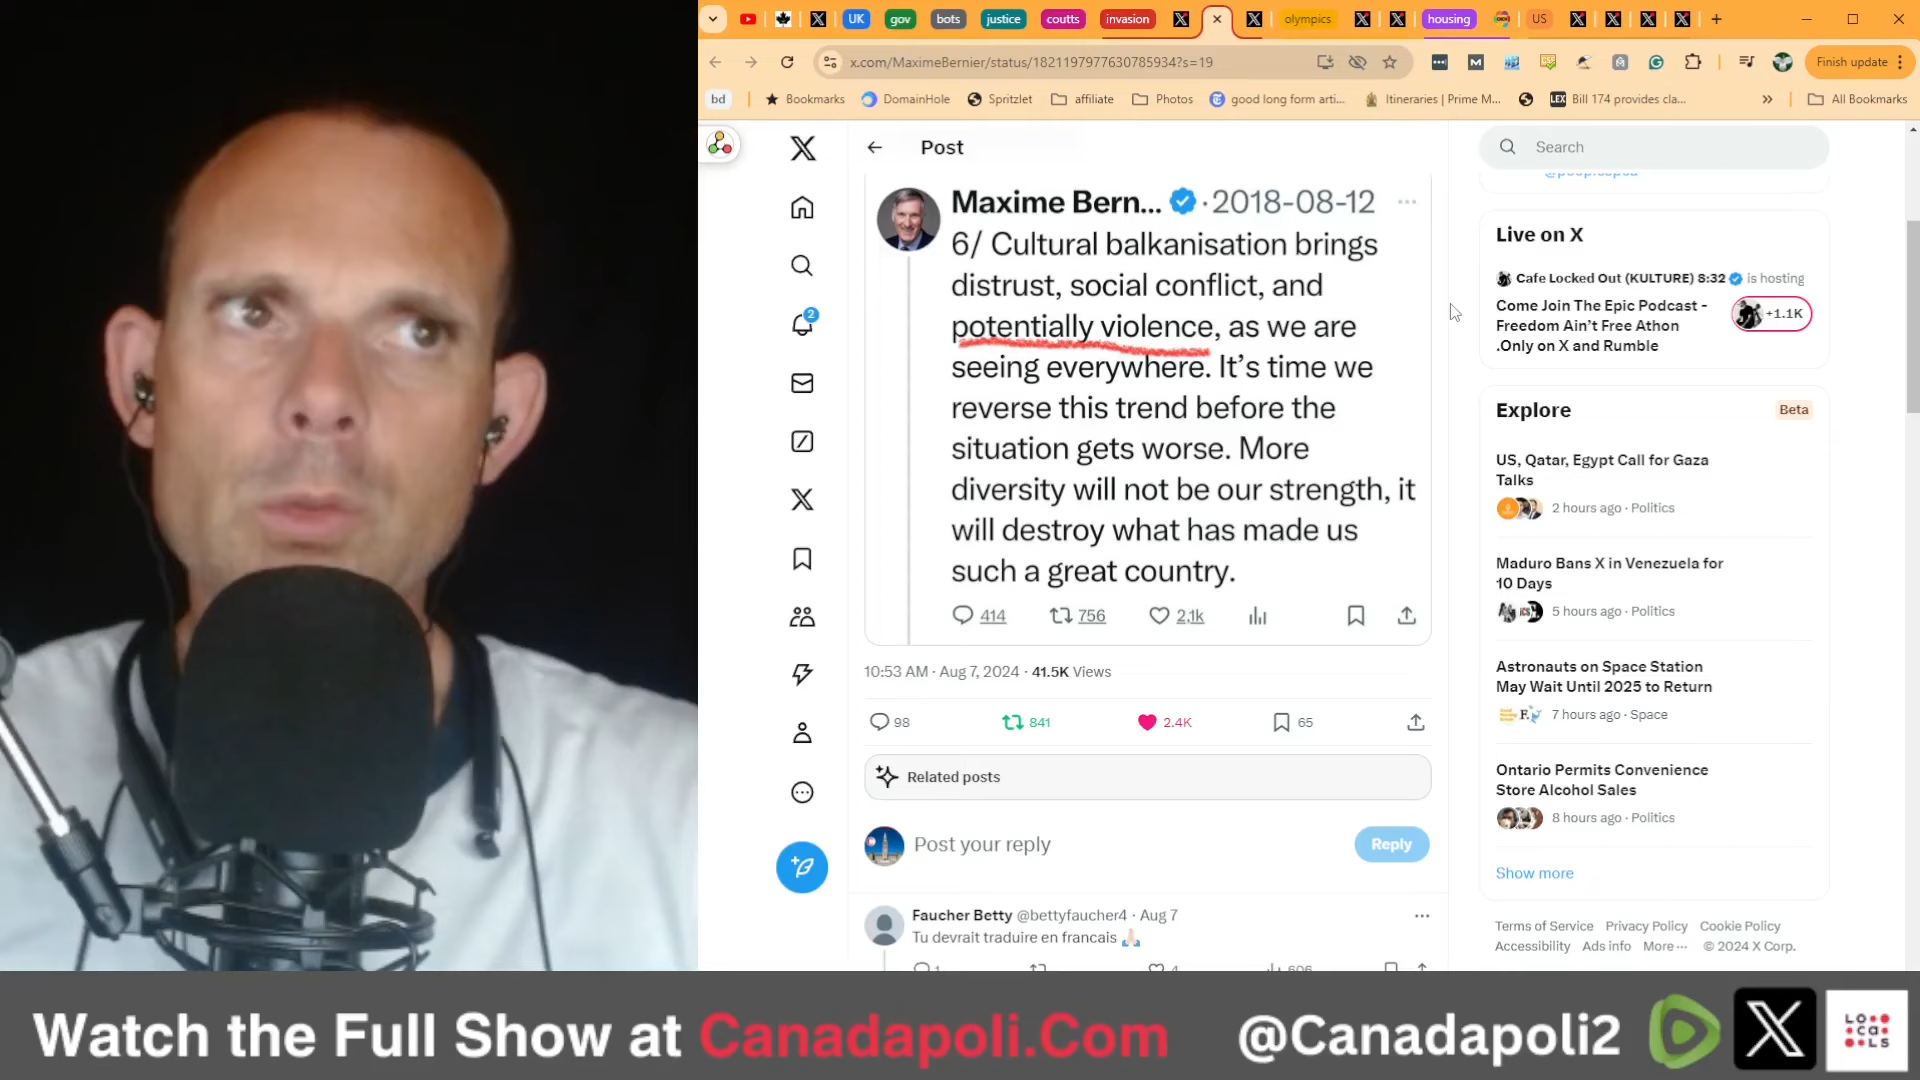 UK
gov
bots
justice
coutts
invasion
olympics
housing
US
x.com/MaximeBernier/status/1821197977630785934?s=19
Finish update
bd
Bookmarks
DomainHole
Spritzlet
affiliate
Photos
good long form arti...
Itineraries | Prime M...
LEX
Bill 174 provides cla...
All Bookmarks
Post
Search
Maxime Bern... · 2018-08-12
6/ Cultural balkanisation brings
distrust, social conflict, and
potentially violence, as we are
seeing everywhere. It’s time we
reverse this trend before the
situation gets worse. More
diversity will not be our strength, it
will destroy what has made us
such a great country.
414 756 2,1k
10:53 AM · Aug 7, 2024 · 41.5K Views
98 841 2.4K 65
Related posts
Post your reply
Reply
Faucher Betty @bettyfaucher4 · Aug 7
Tu devrait traduire en francais 🙏🏻
2
Live on X
Cafe Locked Out (KULTURE) 8:32 is hosting
Come Join The Epic Podcast -
Freedom Ain’t Free Athon
.Only on X and Rumble
+1.1K
Explore
Beta
US, Qatar, Egypt Call for Gaza
Talks
2 hours ago · Politics
Maduro Bans X in Venezuela for
10 Days
5 hours ago · Politics
Astronauts on Space Station
May Wait Until 2025 to Return
7 hours ago · Space
Ontario Permits Convenience
Store Alcohol Sales
8 hours ago · Politics
Show more
Terms of Service Privacy Policy Cookie Policy
Accessibility Ads info More ··· © 2024 X Corp.
Watch the Full Show at Canadapoli.Com
@Canadapoli2
LO
ca
LS